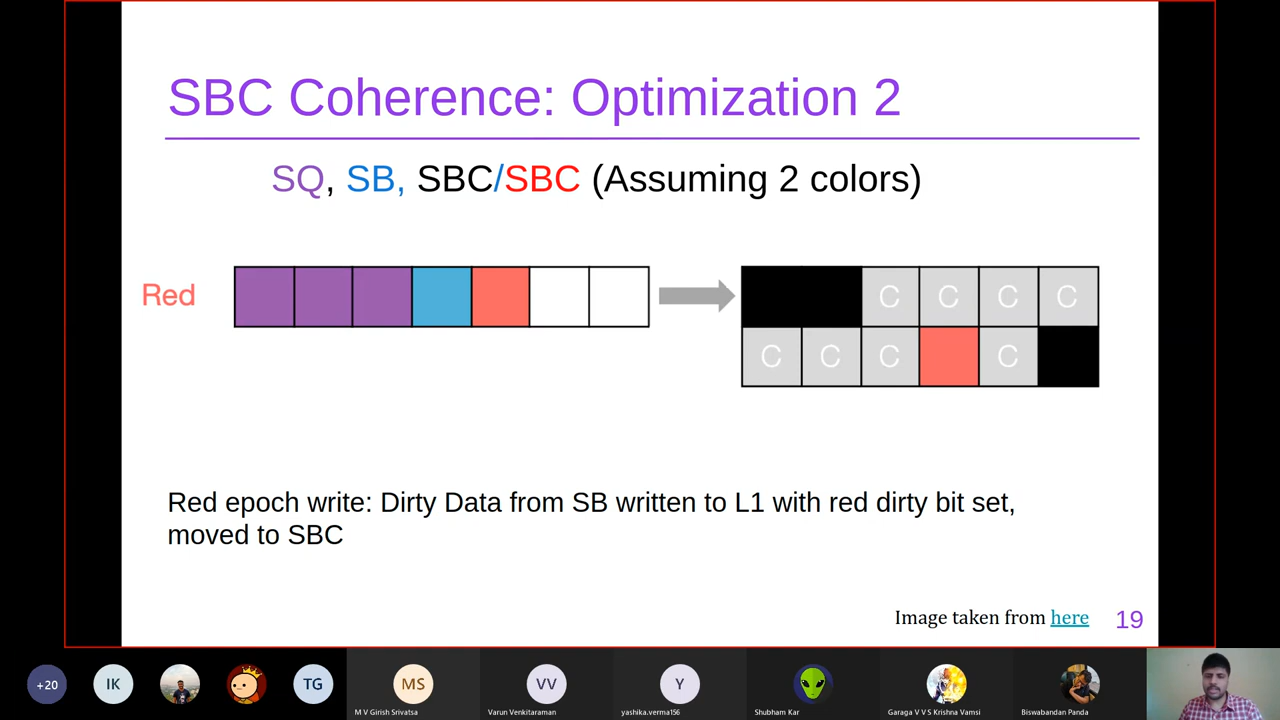 SBC Coherence: Optimization 2
SQ, SB, SBC/SBC (Assuming 2 colors)
Red
C C C C
C C C C
Red epoch write: Dirty Data from SB written to L1 with red dirty bit set,
moved to SBC
Image taken from here 19
+20 IK TG MS VV Y
M V Girish Srivatsa Varun Venkitaraman yashika.verma156 Shubham Kar Garaga V V S Krishna Vamsi Biswabandan Panda